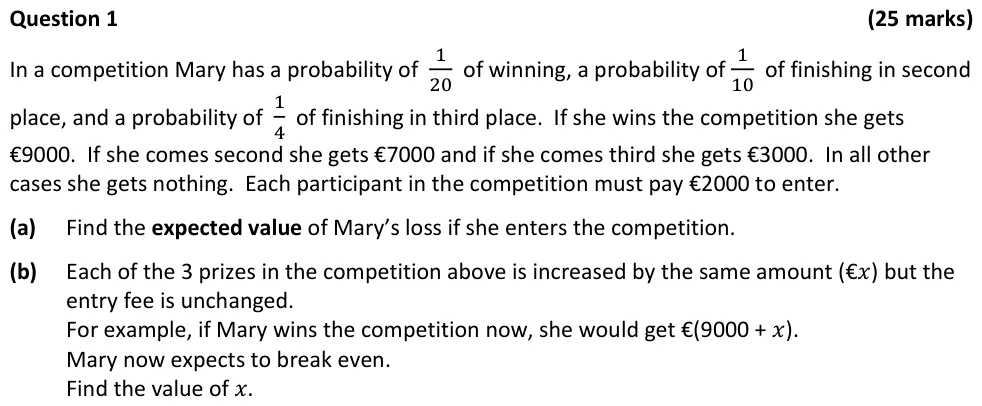 Question 1 (25 marks)
In a competition Mary has a probability of 1/20 of winning, a probability of 1/10 of finishing in second
place, and a probability of 1/4 of finishing in third place. If she wins the competition she gets
€9000. If she comes second she gets €7000 and if she comes third she gets €3000. In all other
cases she gets nothing. Each participant in the competition must pay €2000 to enter.
(a) Find the expected value of Mary’s loss if she enters the competition.
(b) Each of the 3 prizes in the competition above is increased by the same amount (€x) but the
entry fee is unchanged.
For example, if Mary wins the competition now, she would get €(9000 + x).
Mary now expects to break even.
Find the value of x.